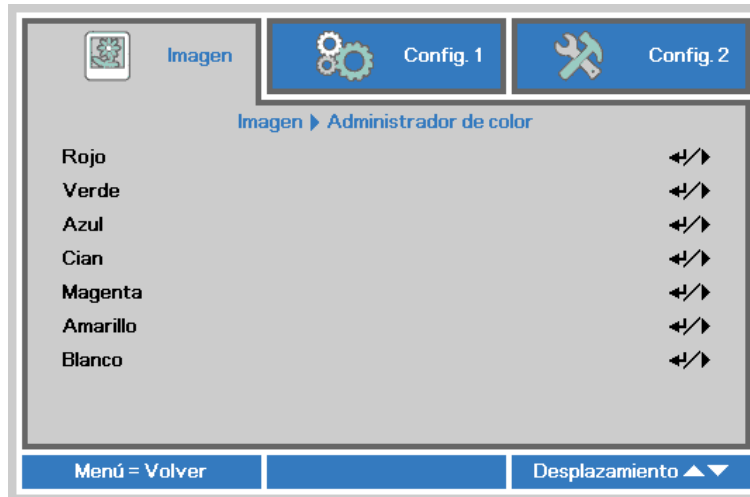 Imagen Config. 1 Config. 2
Imagen ▶ Administrador de color
Rojo
Verde
Azul
Cian
Magenta
Amarillo
Blanco
Menú = Volver Desplazamiento ▲▼